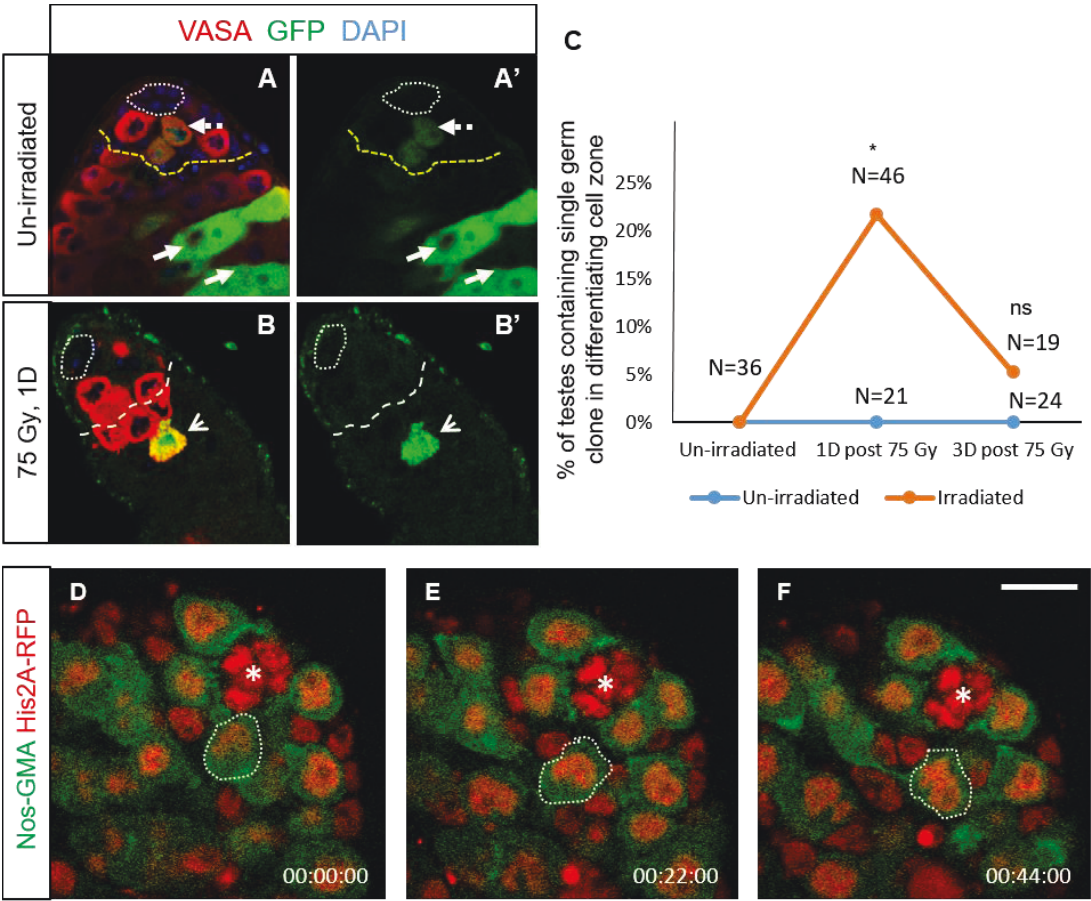 VASA GFP DAPI
Un-irradiated
A
A’
75 Gy, 1D
B
B’
C
% of testes containing single germ
clone in differentiating cell zone
25%
20%
15%
10%
5%
0%
*
N=46
ns
N=19
N=36
N=21
N=24
Un-irradiated 1D post 75 Gy 3D post 75 Gy
Un-irradiated Irradiated
Nos-GMA His2A-RFP
D
*
00:00:00
E
*
00:22:00
F
*
00:44:00